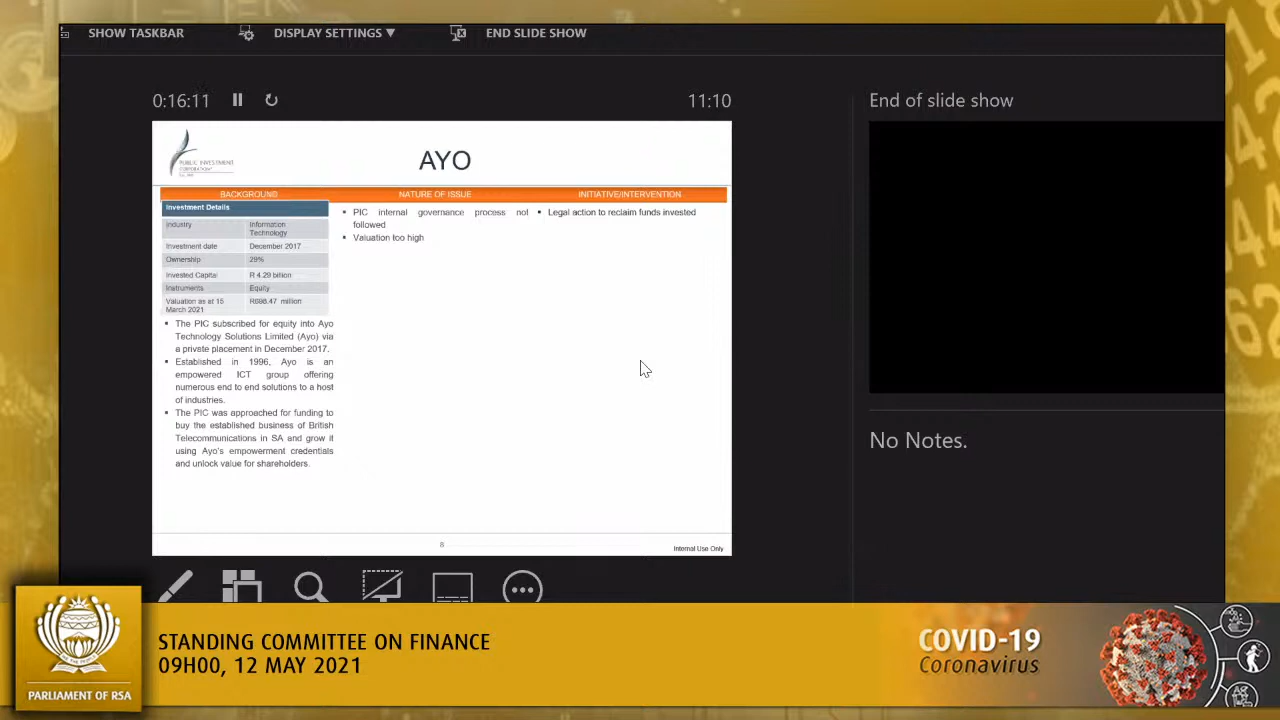 SHOW TASKBAR
DISPLAY SETTINGS ▼
END SLIDE SHOW
0:16:11
11:10
End of slide show
PUBLIC INVESTMENT
CORPORATION
AYO
BACKGROUND
NATURE OF ISSUE
INITIATIVE/INTERVENTION
Investment Details
Industry
Information
Technology
Investment date
December 2017
Ownership
29%
Invested Capital
R 4.29 billion
Instruments
Equity
Valuation as at 15
March 2021
R698.47 million
▪ The PIC subscribed for equity into Ayo
Technology Solutions Limited (Ayo) via
a private placement in December 2017.
▪ Established in 1996, Ayo is an
empowered ICT group offering
numerous end to end solutions to a host
of industries.
▪ The PIC was approached for funding to
buy the established business of British
Telecommunications in SA and grow it
using Ayo's empowerment credentials
and unlock value for shareholders.
▪ PIC internal governance process not
followed
▪ Valuation too high
▪ Legal action to reclaim funds invested
8
Internal Use Only
No Notes.
STANDING COMMITTEE ON FINANCE
09H00, 12 MAY 2021
PARLIAMENT OF RSA
COVID-19
Coronavirus